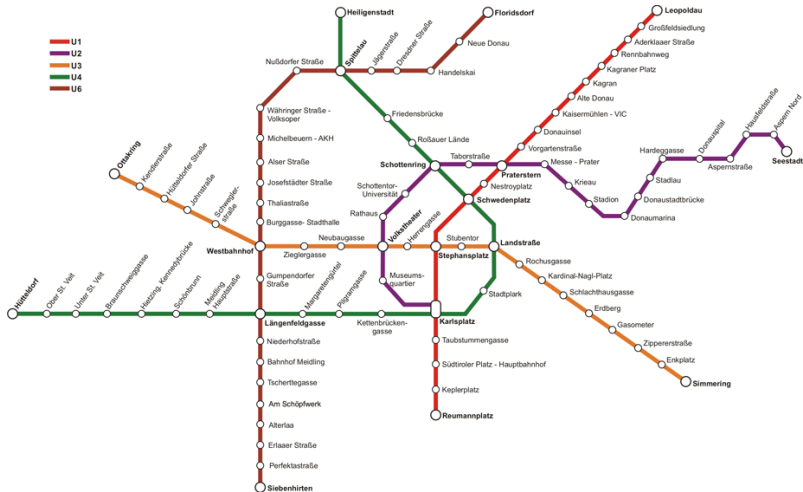 Heiligenstadt
Floridsdorf
Leopoldau
U1
U2
U3
U4
U6
Spittelau
Nußdorfer Straße
Jägerstraße
Dresdner Straße
Neue Donau
Handelskai
Großfeldsiedlung
Aderklaaer Straße
Rennbahnweg
Kagraner Platz
Kagran
Alte Donau
Kaisermühlen - VIC
Donauinsel
Vorgartenstraße
Währinger Straße -
Volksoper
Michelbeuern - AKH
Alser Straße
Josefstädter Straße
Thaliastraße
Burggasse- Stadthalle
Friedensbrücke
Roßauer Lände
Schottenring
Taborstraße
Praterstern
Messe - Prater
Krieau
Stadion
Donaumarina
Donaustadtbrücke
Stadlau
Hardeggasse
Donauspital
Aspernstraße
Hausfeldstraße
Aspern Nord
Seestadt
Nestroyplatz
Schwedenplatz
Schottentor-
Universität
Rathaus
Volkstheater
Herrengasse
Stephansplatz
Stubentor
Landstraße
Ottakring
Kendlerstraße
Hütteldorfer Straße
Johnstraße
Schwegler-
straße
Westbahnhof
Zieglergasse
Neubaugasse
Museums-
quartier
Rochusgasse
Kardinal-Nagl-Platz
Schlachthausgasse
Erdberg
Gasometer
Zippererstraße
Enkplatz
Simmering
Gumpendorfer
Straße
Hütteldorf
Ober St. Veit
Unter St. Veit
Braunschweiggasse
Hietzing, Kennedybrücke
Schönbrunn
Meidling
Hauptstraße
Längenfeldgasse
Margaretengürtel
Pilgramgasse
Kettenbrücken-
gasse
Karlsplatz
Stadtpark
Taubstummengasse
Südtiroler Platz - Hauptbahnhof
Keplerplatz
Reumannplatz
Niederhofstraße
Bahnhof Meidling
Tscherttegasse
Am Schöpfwerk
Alterlaa
Erlaaer Straße
Perfektastraße
Siebenhirten